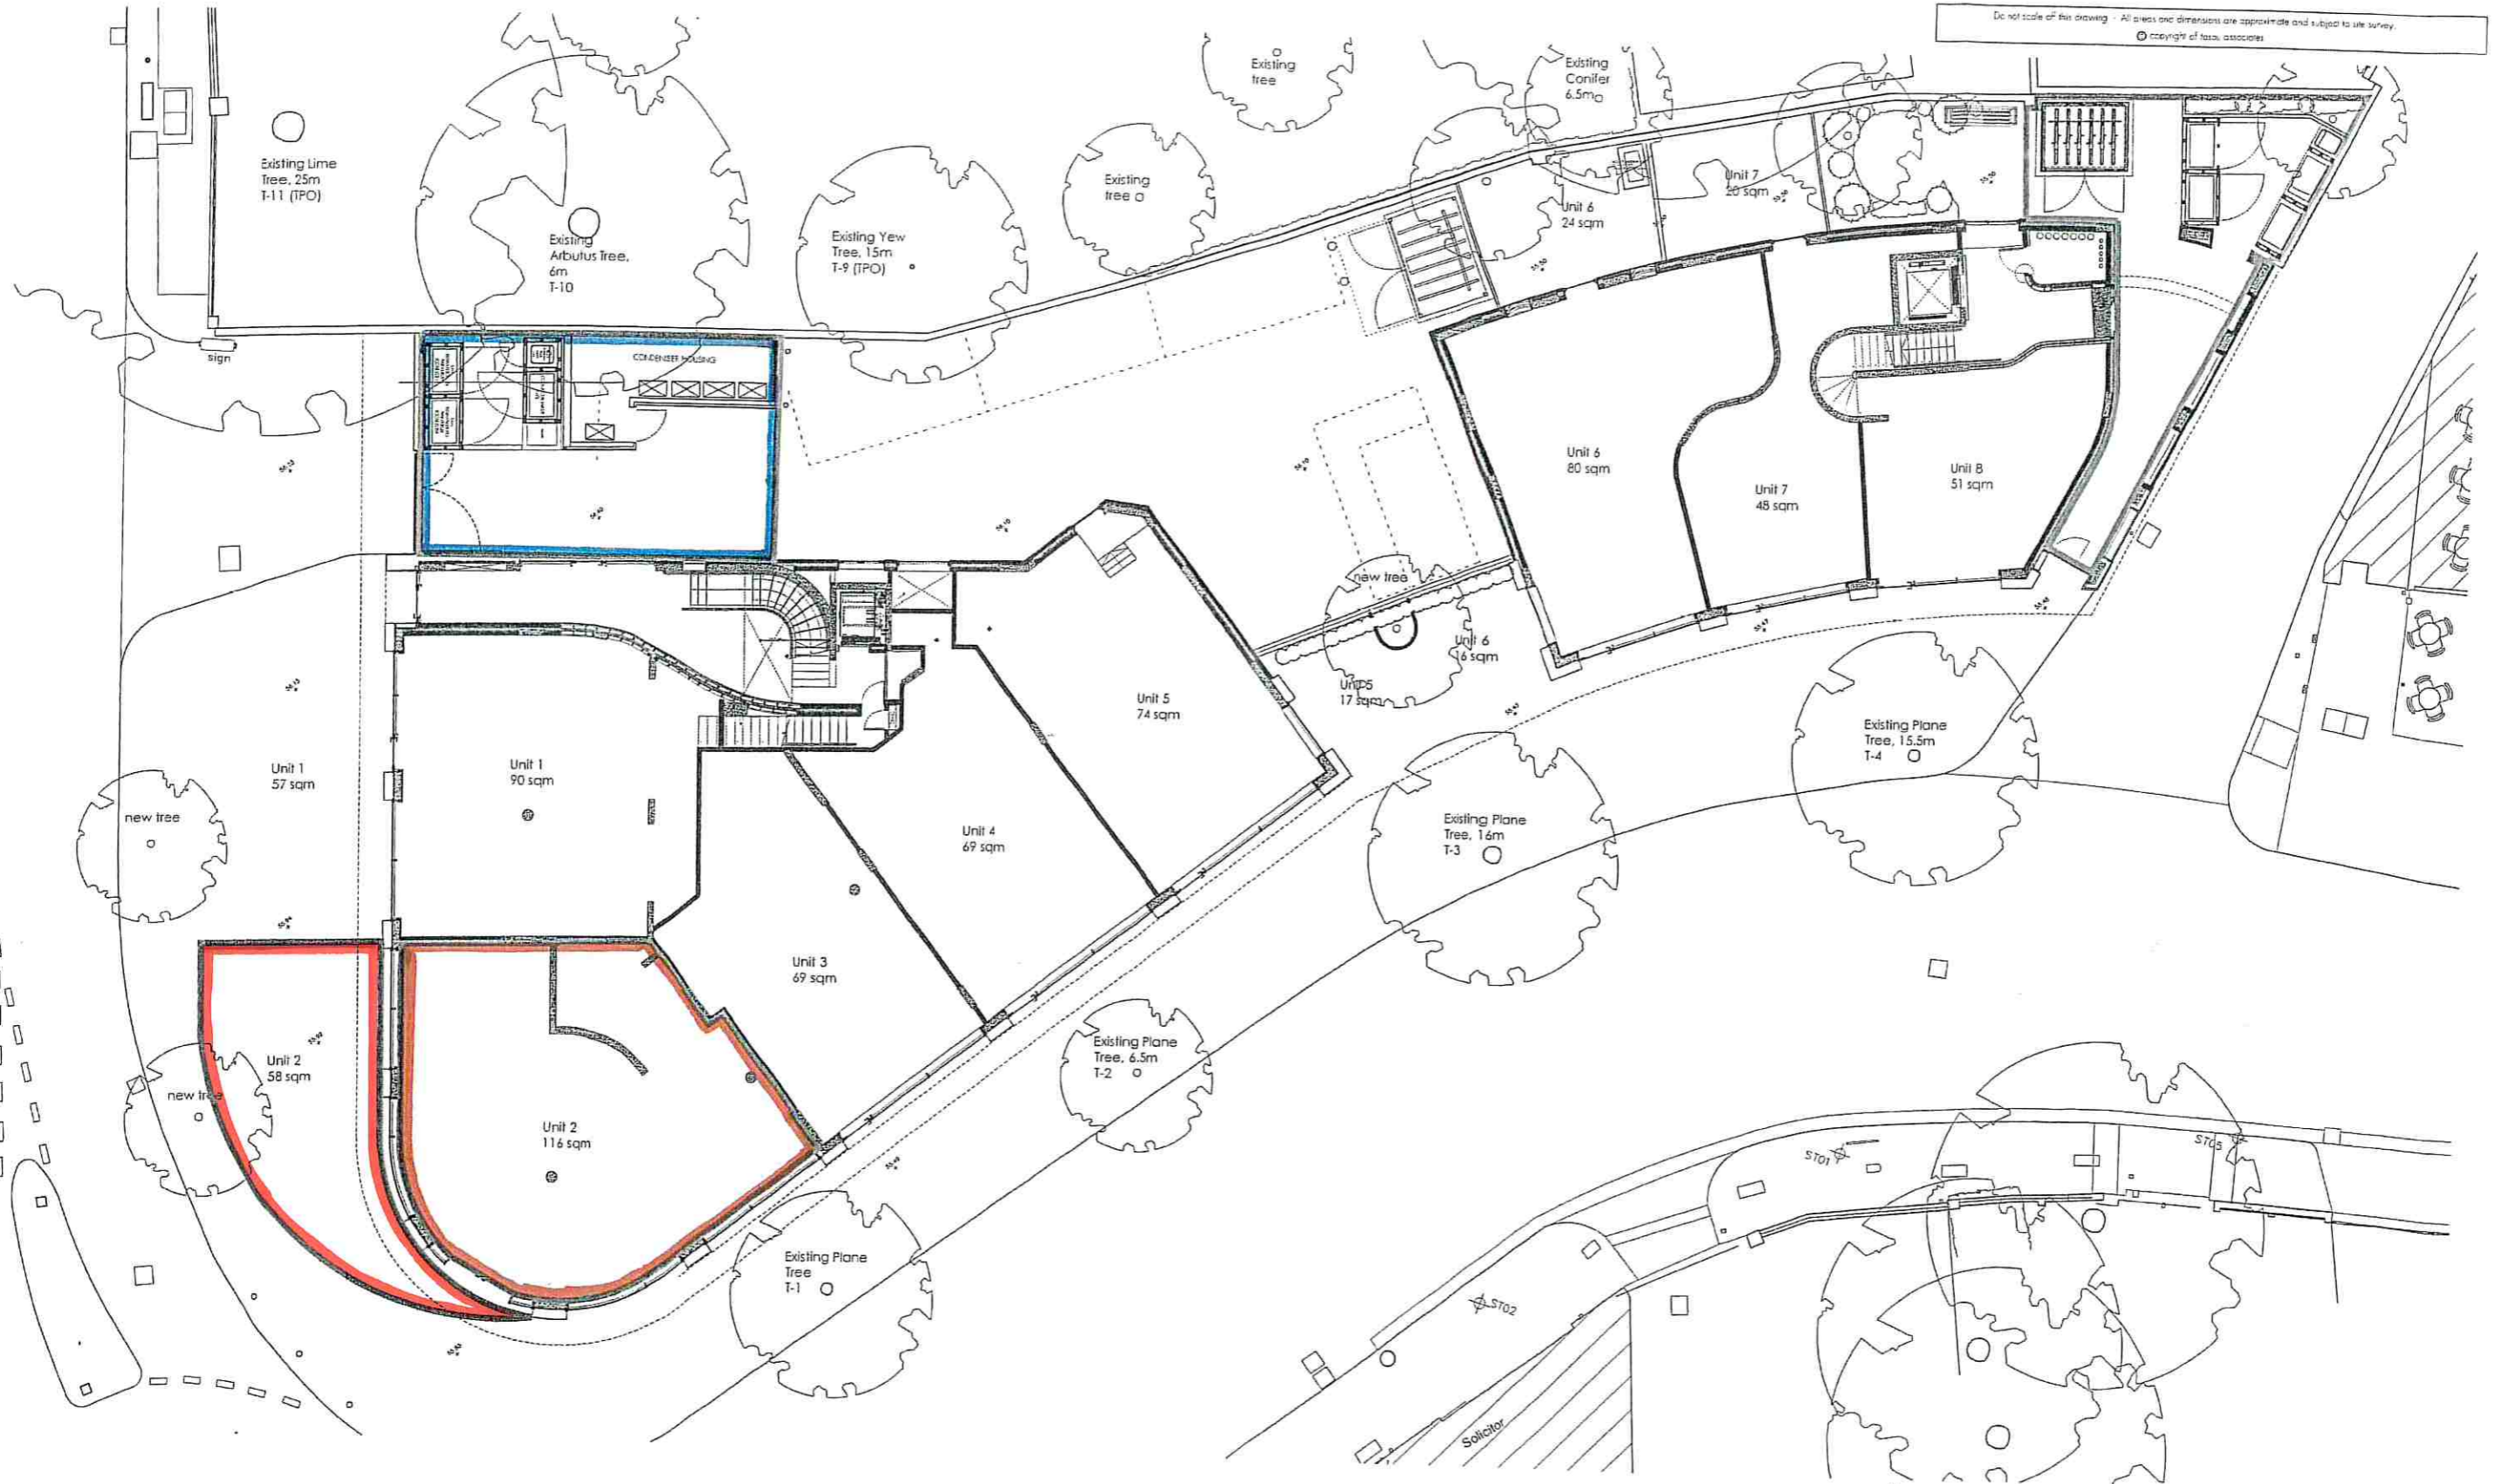 Do not scale off this drawing - All areas and dimensions are approximate and subject to site survey.
© copyright of associates
Existing
tree
Existing
Conifer
6.5m
Existing Lime
Tree, 25m
T-11 (TPO)
Existing
Arbutus Tree,
6m
T-10
Existing Yew
Tree, 15m
T-9 (TPO)
Existing
tree
Unit 6
24 sqm
Unit 7
20 sqm
sign
CONDENSER HOUSING
Unit 6
80 sqm
Unit 7
48 sqm
Unit 8
51 sqm
new tree
Unit 6
16 sqm
Unit 5
17 sqm
Unit 5
74 sqm
Existing Plane
Tree, 15.5m
T-4
Unit 1
57 sqm
Unit 1
90 sqm
new tree
Unit 4
69 sqm
Existing Plane
Tree, 16m
T-3
Unit 3
69 sqm
Unit 2
58 sqm
new tree
Existing Plane
Tree, 6.5m
T-2
Unit 2
116 sqm
ST01
ST05
Existing Plane
Tree
T-1
ST02
Solicitor